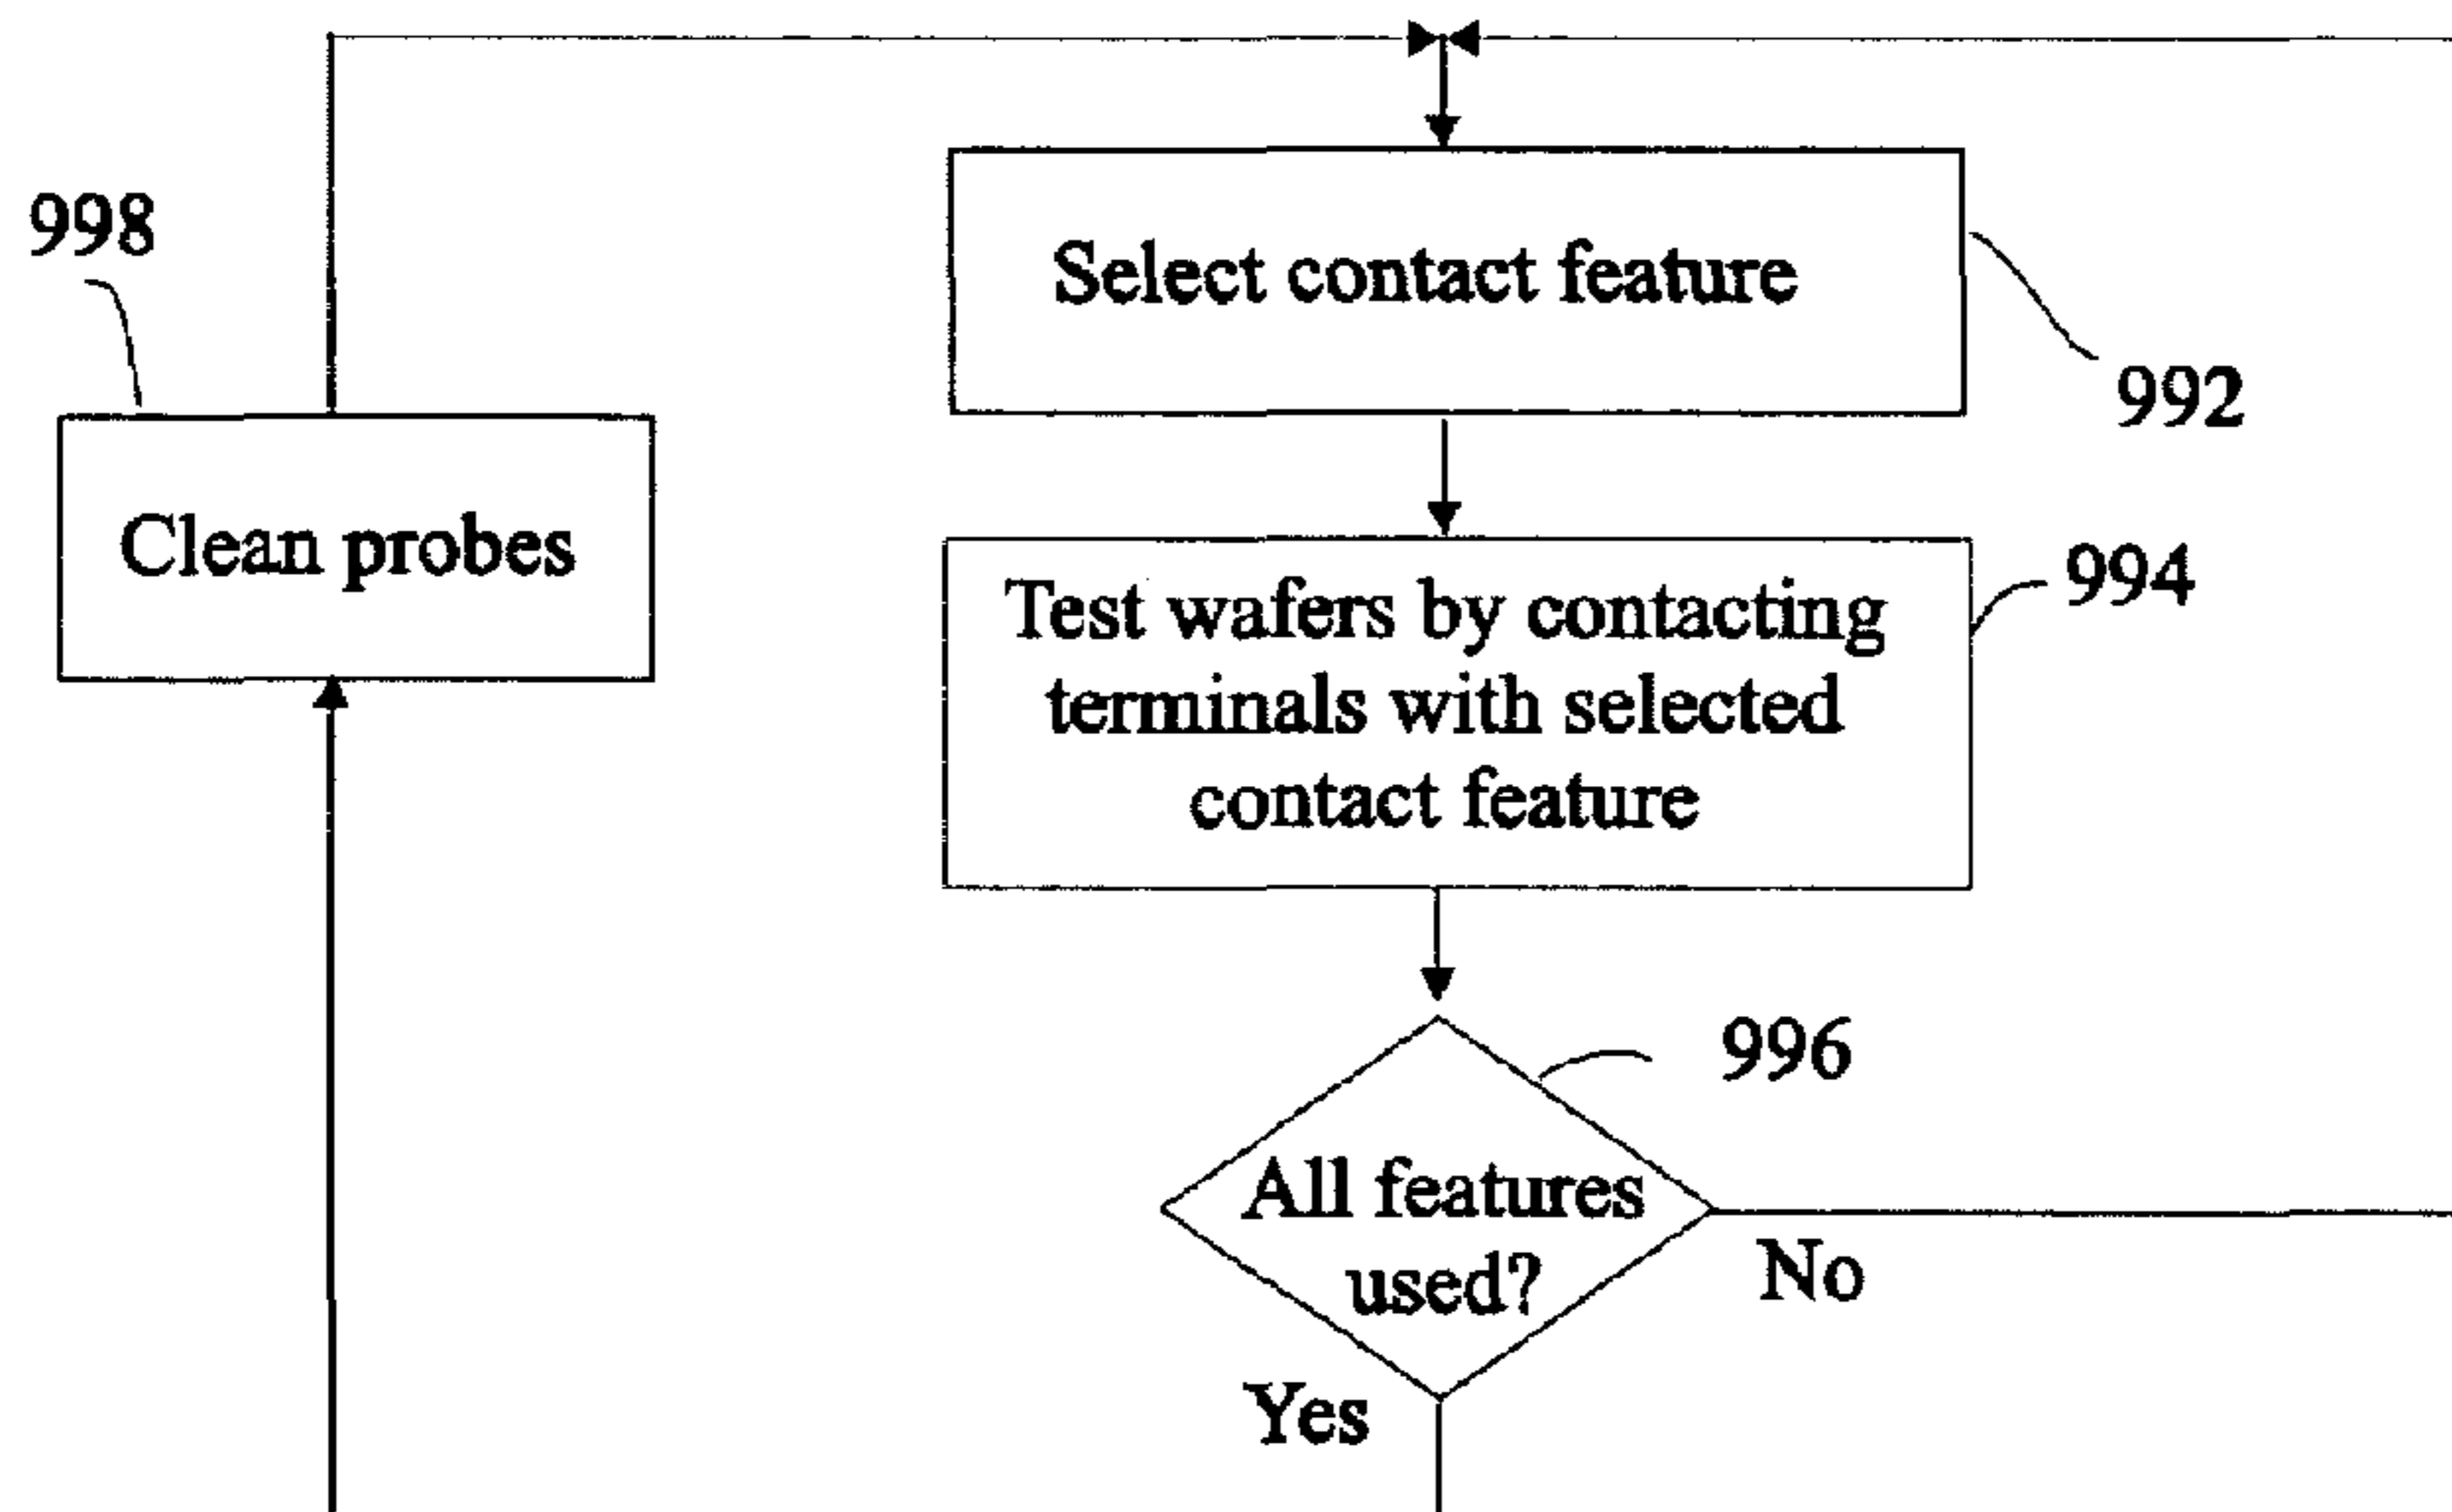 998
Select contact feature
992
Clean probes
994
Test wafers by contacting
terminals with selected
contact feature
996
All features
used?
No
Yes